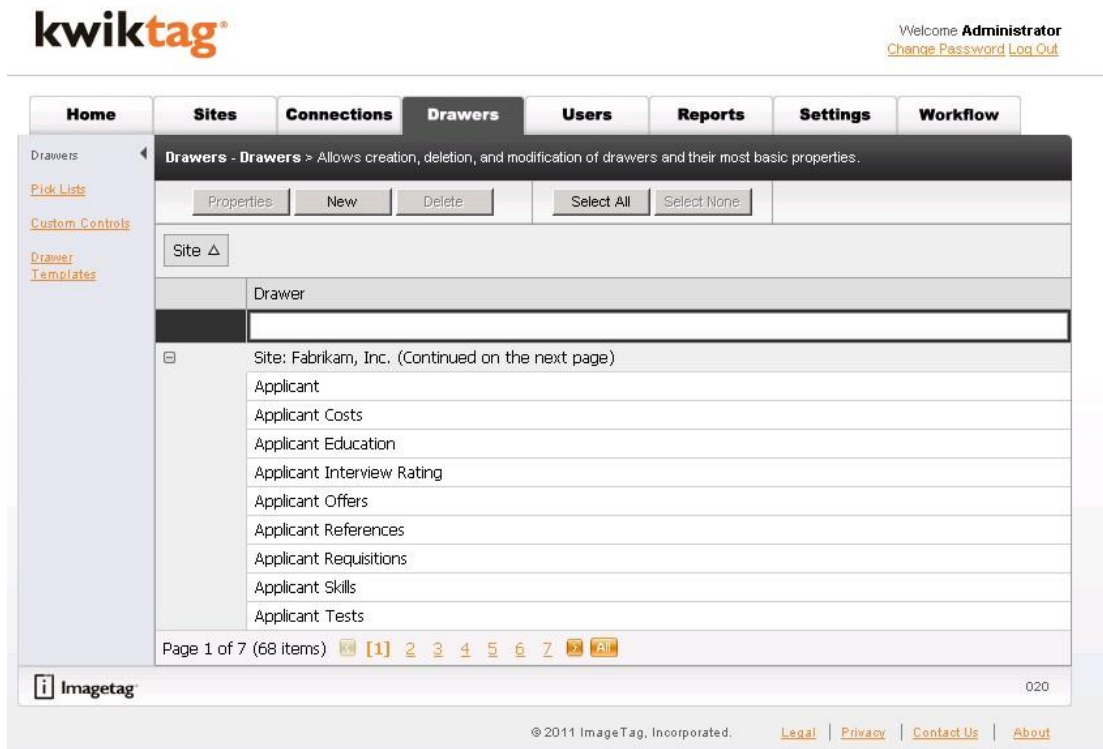 kwiktag
Welcome Administrator
Change Password Log Out
Home Sites Connections Drawers Users Reports Settings Workflow
Drawers
Pick Lists
Custom Controls
Drawer
Templates
Drawers - Drawers > Allows creation, deletion, and modification of drawers and their most basic properties.
Properties New Delete Select All Select None
Site
Drawer
Site: Fabrikam, Inc. (Continued on the next page)
Applicant
Applicant Costs
Applicant Education
Applicant Interview Rating
Applicant Offers
Applicant References
Applicant Requisitions
Applicant Skills
Applicant Tests
Page 1 of 7 (68 items) [1] 2 3 4 5 6 7 All
i Imagetag
020
© 2011 ImageTag, Incorporated. Legal | Privacy | Contact Us | About